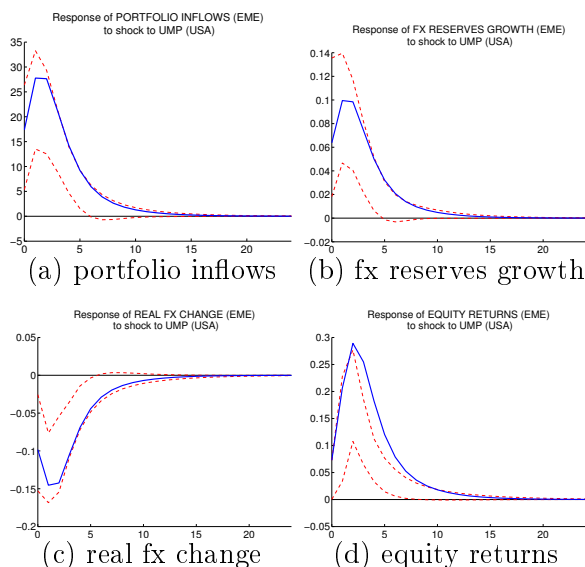 Response of PORTFOLIO INFLOWS (EME)
to shock to UMP (USA)
35
30
25
20
15
10
5
0
−5
0 5 10 15 20
(a) portfolio inflows
Response of FX RESERVES GROWTH (EME)
to shock to UMP (USA)
0.14
0.12
0.1
0.08
0.06
0.04
0.02
0
−0.02
0 5 10 15 20
(b) fx reserves growth
Response of REAL FX CHANGE (EME)
to shock to UMP (USA)
0.05
0
−0.05
−0.1
−0.15
−0.2
0 5 10 15 20
(c) real fx change
Response of EQUITY RETURNS (EME)
to shock to UMP (USA)
0.3
0.25
0.2
0.15
0.1
0.05
0
−0.05
0 5 10 15 20
(d) equity returns